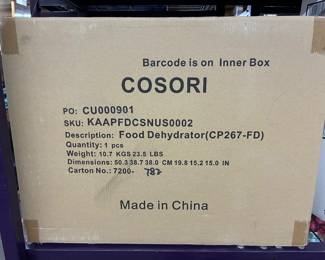 Barcode is on Inner Box
COSORI
PO: CU000901
SKU: KAAPFDCSNUS0002
Description: Food Dehydrator(CP267-FD)
Quantity: 1 pcs
Weight: 10.7 KGS 23.5 LBS
Dimensions: 50.3 38.7 38.0 CM 19.8 15.2 15.0 IN
Carton No.: 7200- 782
Made in China